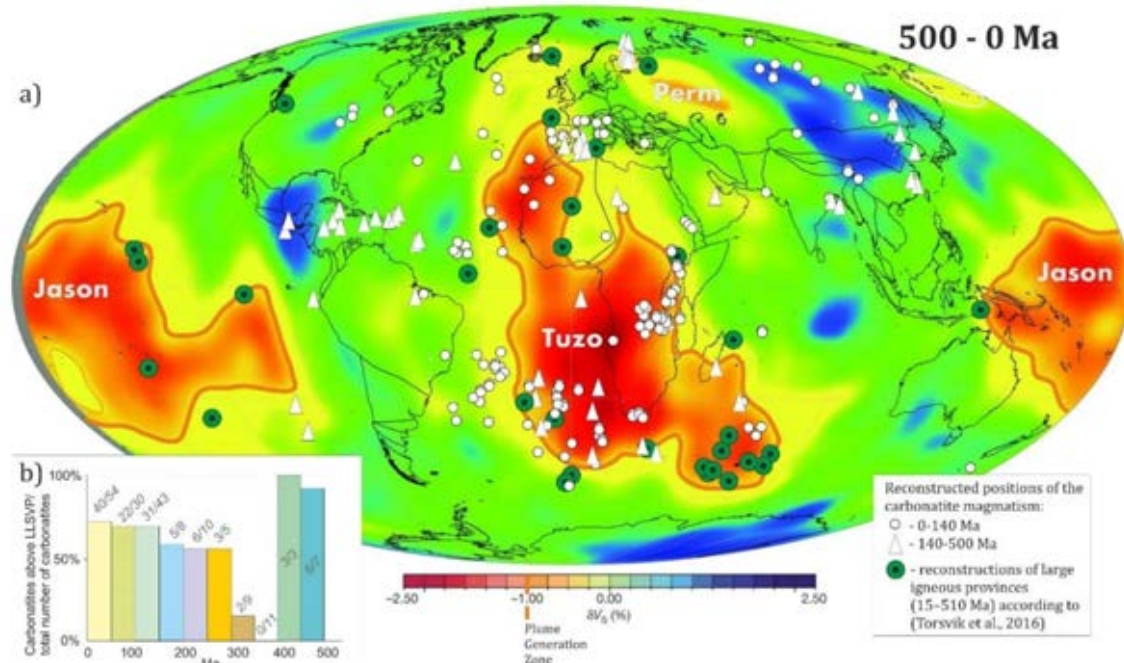 500 - 0 Ma
a)
Perm
Jason
Jason
Tuzo
b)
100%
50%
0%
Carbonatites above LLSVP/
total number of carbonatites
40/54
22/30
31/43
5/8
6/10
3/5
2/9
0/11
3/3
0
100
200
300
400
500
Ma
-2.50
-1.00
0.00
2.50
δVs (%)
Plume
Generation
Zone
Reconstructed positions of the
carbonatite magmatism:
- 0-140 Ma
- 140-500 Ma
- reconstructions of large
igneous provinces
(15–510 Ma) according to
(Torsvik et al., 2016)